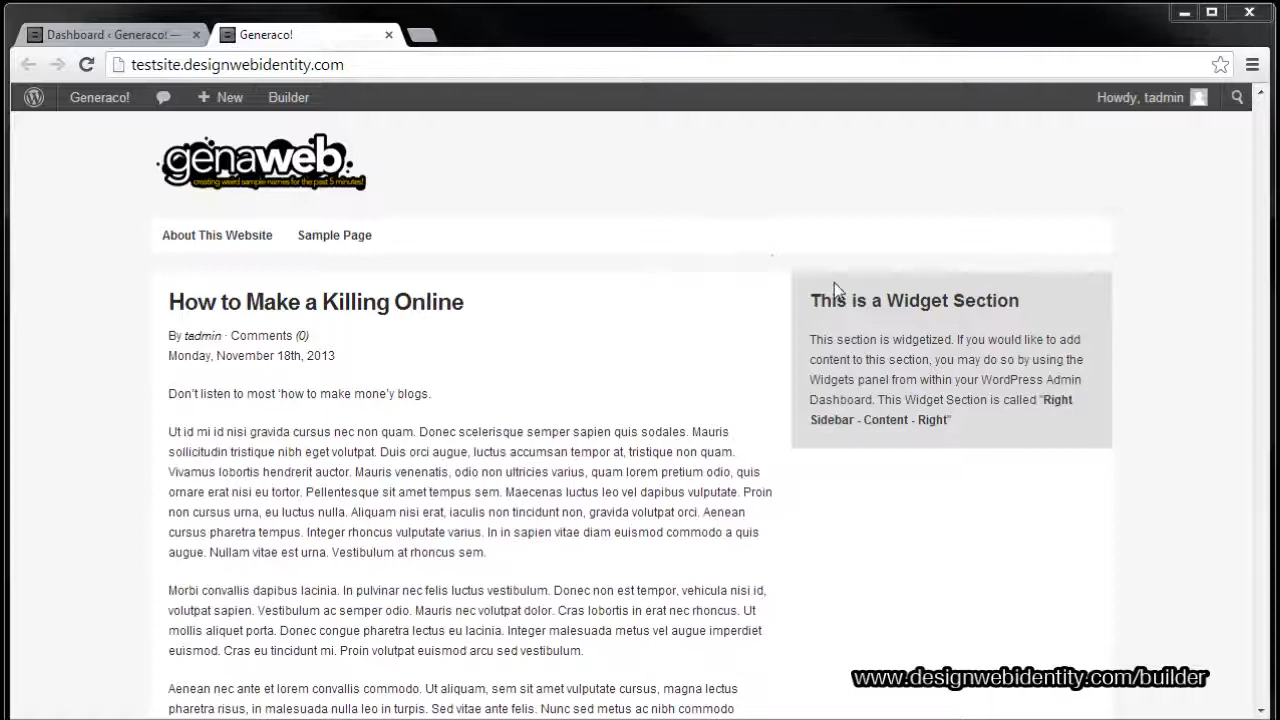 Dashboard ‹ Generaco! —
Generaco!
testsite.designwebidentity.com
Generaco! New Builder Howdy, tadmin
genaweb
creating weird sample names for the past 5 minutes!
About This Website Sample Page
How to Make a Killing Online
By tadmin · Comments (0)
Monday, November 18th, 2013
Don't listen to most 'how to make mone'y blogs.
Ut id mi id nisi gravida cursus nec non quam. Donec scelerisque semper sapien quis sodales. Mauris
sollicitudin tristique nibh eget volutpat. Duis orci augue, luctus accumsan tempor at, tristique non quam.
Vivamus lobortis hendrerit auctor. Mauris venenatis, odio non ultricies varius, quam lorem pretium odio, quis
ornare erat nisi eu tortor. Pellentesque sit amet tempus sem. Maecenas luctus leo vel dapibus vulputate. Proin
non cursus urna, eu luctus nulla. Aliquam nisi erat, iaculis non tincidunt non, gravida volutpat orci. Aenean
cursus pharetra tempus. Integer rhoncus vulputate varius. In in sapien vitae diam euismod commodo a quis
augue. Nullam vitae est urna. Vestibulum at rhoncus sem.
Morbi convallis dapibus lacinia. In pulvinar nec felis luctus vestibulum. Donec non est tempor, vehicula nisi id,
volutpat sapien. Vestibulum ac semper odio. Mauris nec volutpat dolor. Cras lobortis in erat nec rhoncus. Ut
mollis aliquet porta. Donec congue pharetra lectus eu lacinia. Integer malesuada metus vel augue imperdiet
euismod. Cras eu tincidunt mi. Proin volutpat euismod arcu sed vestibulum.
Aenean nec ante et lorem convallis commodo. Ut aliquam, sem sit amet vulputate cursus, magna lectus
pharetra risus, in malesuada nulla leo in turpis. Sed vitae ante felis. Nunc sed metus ac nibh commodo
This is a Widget Section
This section is widgetized. If you would like to add
content to this section, you may do so by using the
Widgets panel from within your WordPress Admin
Dashboard. This Widget Section is called "Right
Sidebar - Content - Right"
www.designwebidentity.com/builder